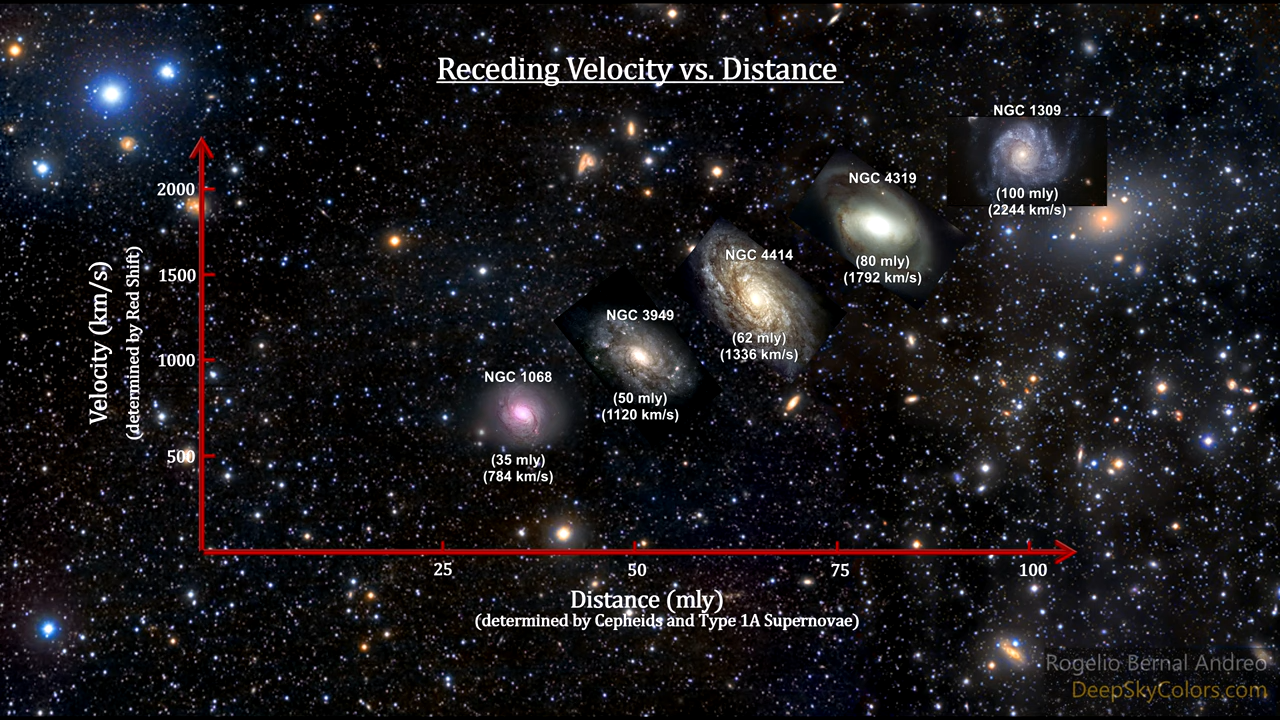 Receding Velocity vs. Distance
NGC 1309
(100 mly)
(2244 km/s)
NGC 4319
(80 mly)
(1792 km/s)
NGC 4414
(62 mly)
(1336 km/s)
NGC 3949
(50 mly)
(1120 km/s)
NGC 1068
(35 mly)
(784 km/s)
Velocity (km/s)
(determined by Red Shift)
2000
1500
1000
500
25 50 75 100
Distance (mly)
(determined by Cepheids and Type 1A Supernovae)
Rogelio Bernal Andreo
DeepSkyColors.com